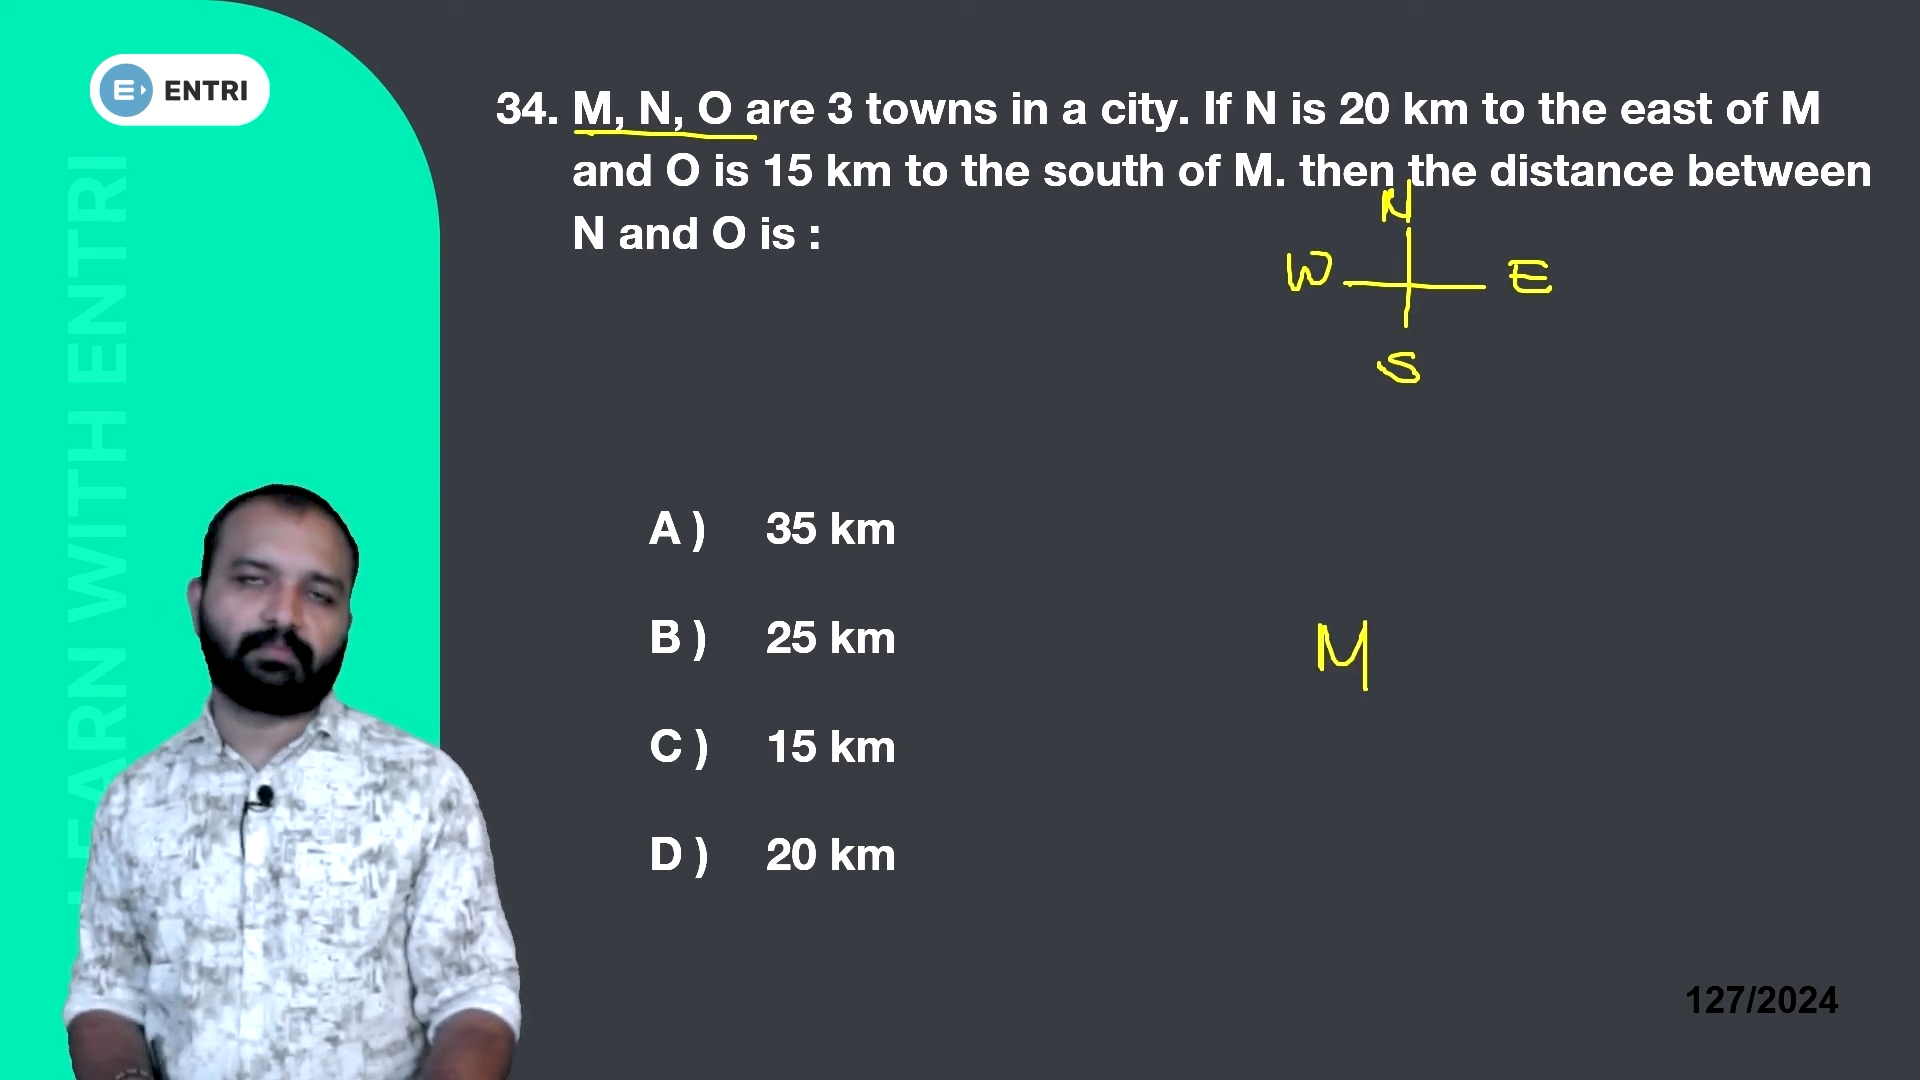 ENTRI
LEARN WITH ENTRI
34. M, N, O are 3 towns in a city. If N is 20 km to the east of M
and O is 15 km to the south of M. then the distance between
N and O is :
N
W
E
S
A ) 35 km
B ) 25 km
M
C ) 15 km
D ) 20 km
127/2024